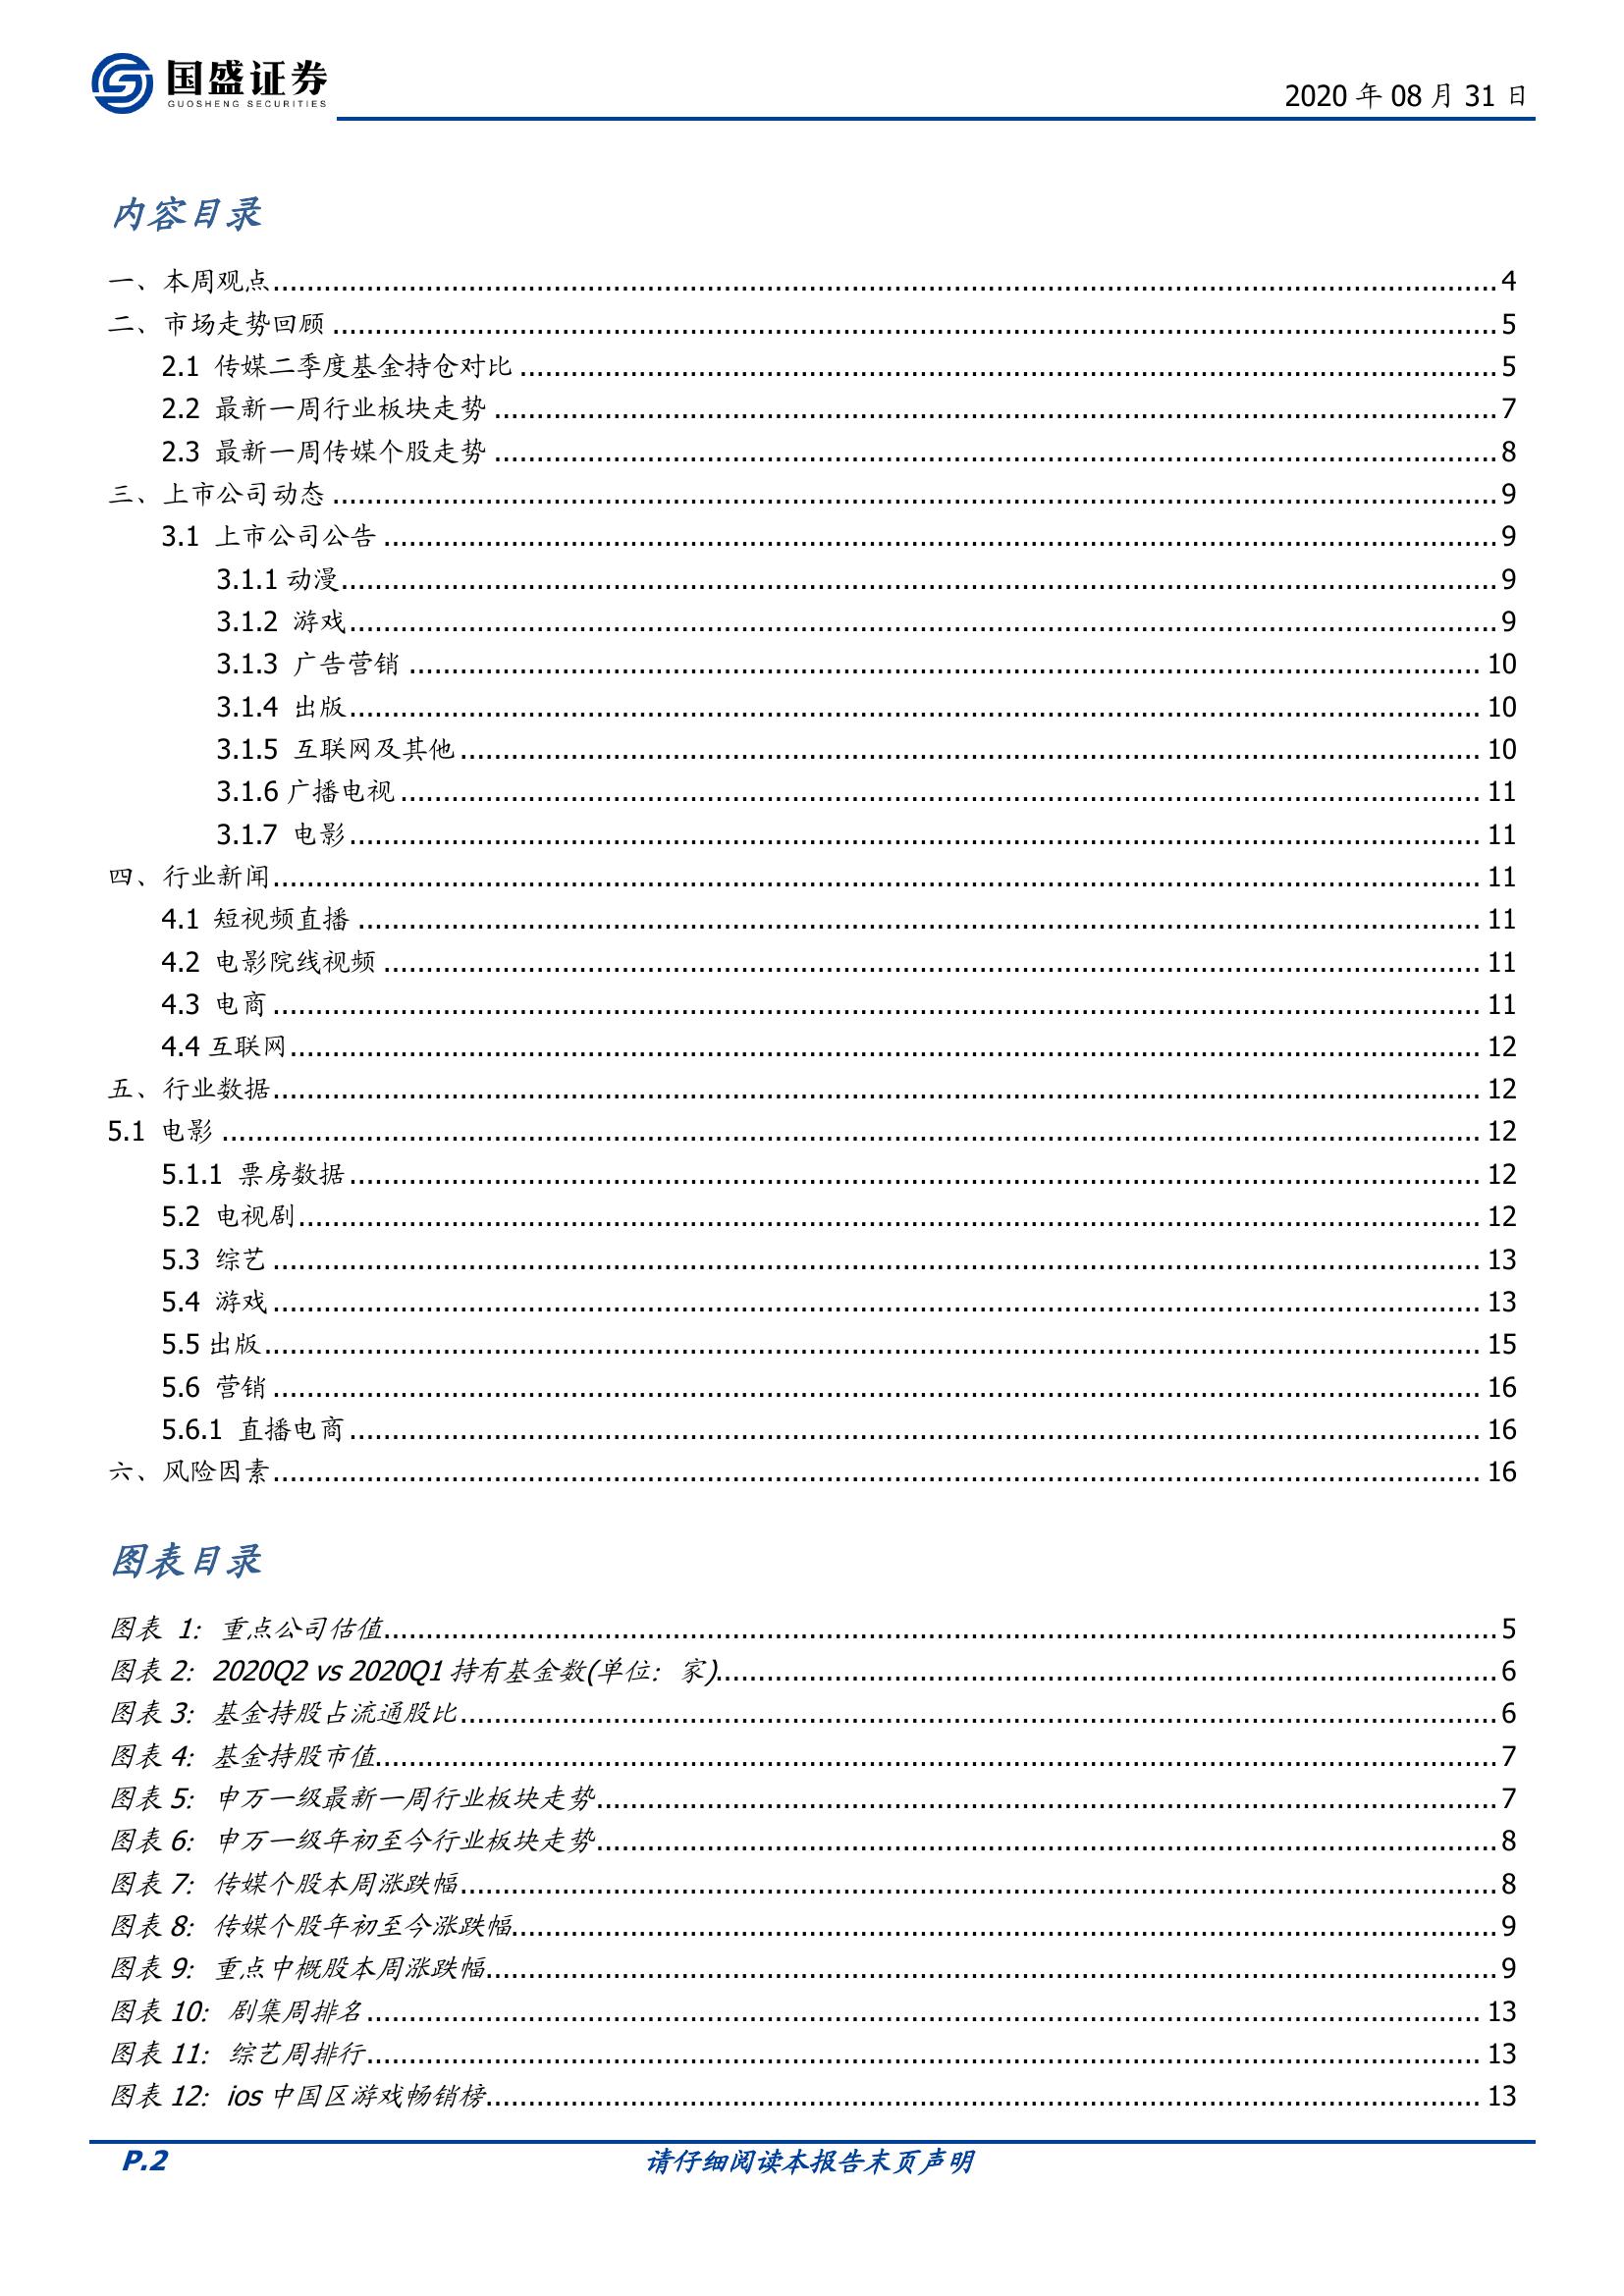 国盛证券
GUOSHENG SECURITIES
2020 年 08 月 31 日
内容目录
一、本周观点........................................................................................................................4
二、市场走势回顾 ........................................................................................................................5
2.1 传媒二季度基金持仓对比 ........................................................................................................................5
2.2 最新一周行业板块走势 ........................................................................................................................7
2.3 最新一周传媒个股走势 ........................................................................................................................8
三、上市公司动态 ........................................................................................................................9
3.1 上市公司公告 ........................................................................................................................9
3.1.1 动漫........................................................................................................................9
3.1.2 游戏........................................................................................................................9
3.1.3 广告营销 ........................................................................................................................10
3.1.4 出版........................................................................................................................10
3.1.5 互联网及其他........................................................................................................................10
3.1.6 广播电视 ........................................................................................................................11
3.1.7 电影........................................................................................................................11
四、行业新闻........................................................................................................................11
4.1 短视频直播 ........................................................................................................................11
4.2 电影院线视频 ........................................................................................................................11
4.3 电商 ........................................................................................................................11
4.4 互联网........................................................................................................................12
五、行业数据........................................................................................................................12
5.1 电影 ........................................................................................................................12
5.1.1 票房数据........................................................................................................................12
5.2 电视剧........................................................................................................................12
5.3 综艺 ........................................................................................................................13
5.4 游戏 ........................................................................................................................13
5.5 出版........................................................................................................................15
5.6 营销 ........................................................................................................................16
5.6.1 直播电商........................................................................................................................16
六、风险因素........................................................................................................................16
图表目录
图表 1：重点公司估值........................................................................................................................5
图表 2：2020Q2 vs 2020Q1 持有基金数(单位：家)........................................................................................................................6
图表 3：基金持股占流通股比........................................................................................................................6
图表 4：基金持股市值........................................................................................................................7
图表 5：申万一级最新一周行业板块走势........................................................................................................................7
图表 6：申万一级年初至今行业板块走势........................................................................................................................8
图表 7：传媒个股本周涨跌幅........................................................................................................................8
图表 8：传媒个股年初至今涨跌幅........................................................................................................................9
图表 9：重点中概股本周涨跌幅........................................................................................................................9
图表 10：剧集周排名........................................................................................................................13
图表 11：综艺周排行........................................................................................................................13
图表 12：ios 中国区游戏畅销榜........................................................................................................................13
P.2
请仔细阅读本报告末页声明